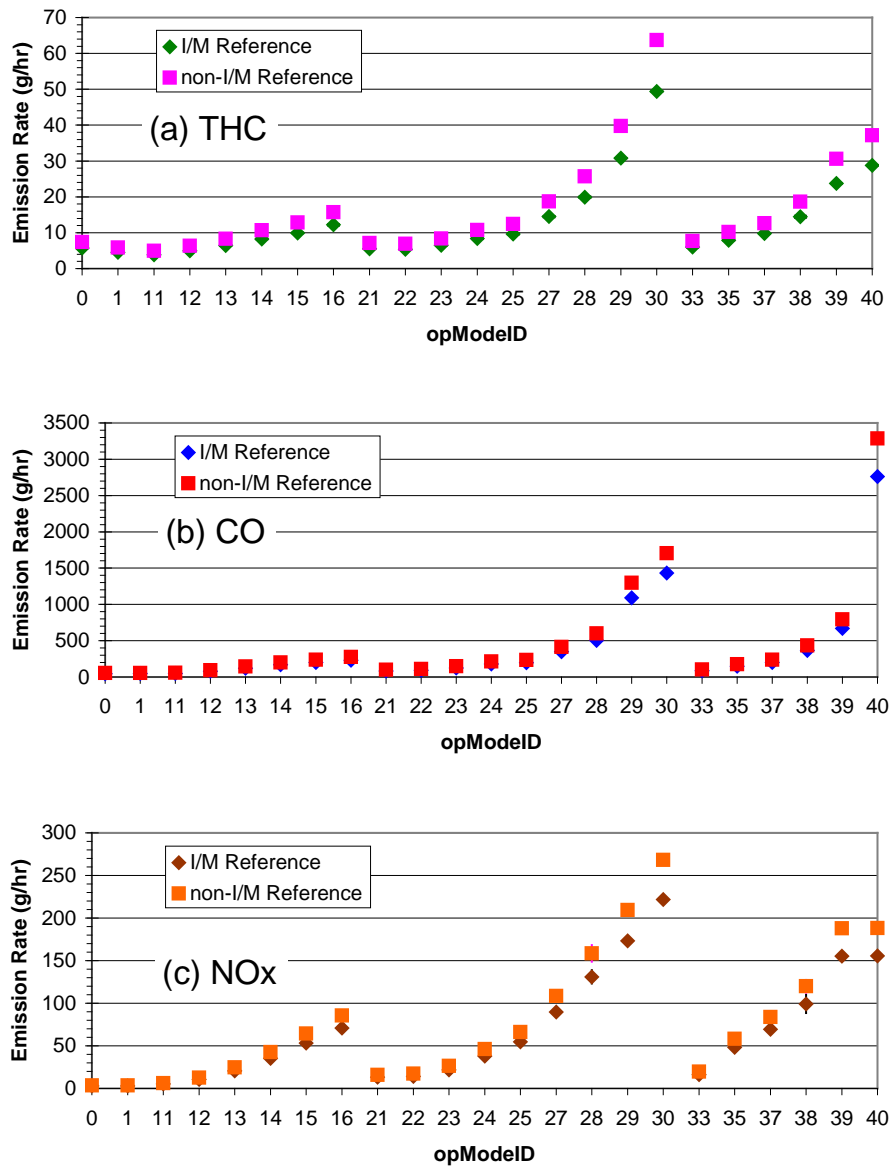 70
60
50
40
30
20
10
0
Emission Rate (g/hr)
I/M Reference
non-I/M Reference
(a) THC
0 1 11 12 13 14 15 16 21 22 23 24 25 27 28 29 30 33 35 37 38 39 40
opModeID
3500
3000
2500
2000
1500
1000
500
0
Emission Rate (g/hr)
I/M Reference
non-I/M Reference
(b) CO
0 1 11 12 13 14 15 16 21 22 23 24 25 27 28 29 30 33 35 37 38 39 40
opModeID
300
250
200
150
100
50
0
Emission Rate (g/hr)
I/M Reference
non-I/M Reference
(c) NOx
0 1 11 12 13 14 15 16 21 22 23 24 25 27 28 29 30 33 35 37 38 39 40
opModeID